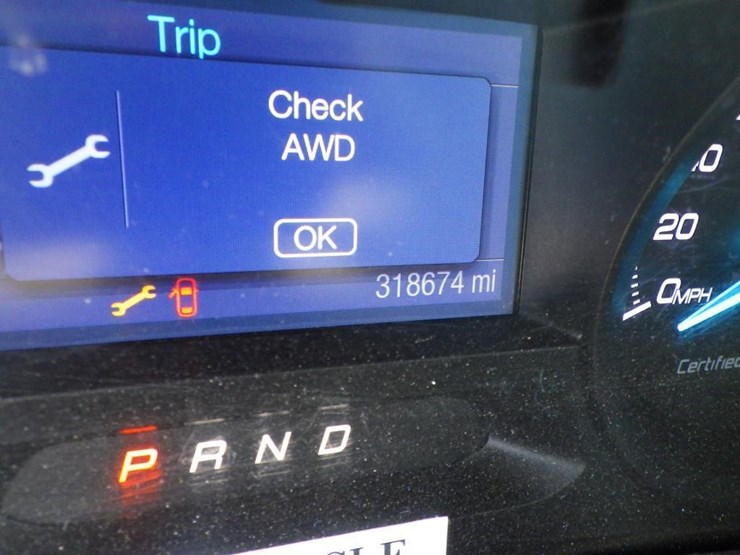 Trip
Check
AWD
OK
318674 mi
20
0MPH
Certified
P R N D